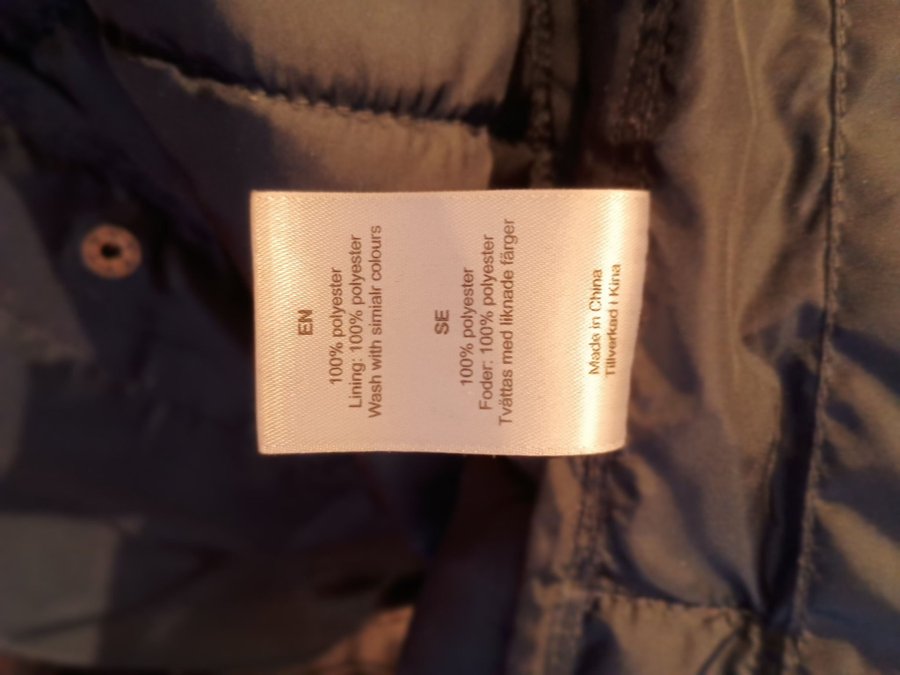 EN
100% polyester
Lining: 100% polyester
Wash with simialr colours
SE
100% polyester
Foder: 100% polyester
Tvättas med liknade färger
Made in China
Tillverkad i Kina